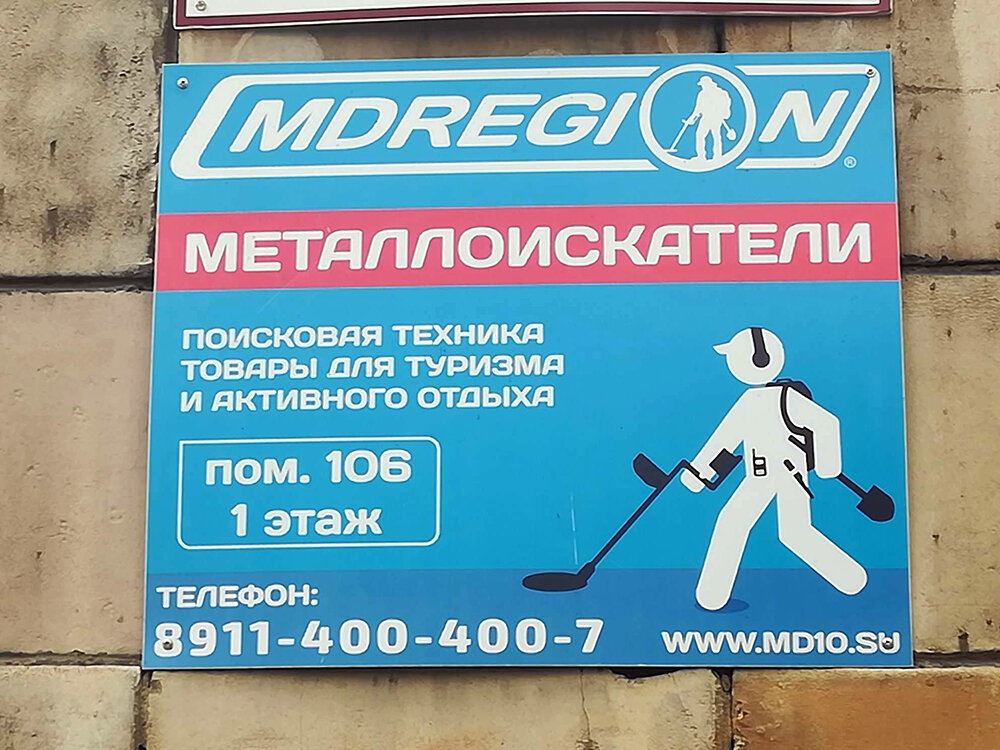 MDREGION
®
МЕТАЛЛОИСКАТЕЛИ
ПОИСКОВАЯ ТЕХНИКА
ТОВАРЫ ДЛЯ ТУРИЗМА
И АКТИВНОГО ОТДЫХА
пом. 106
1 этаж
ТЕЛЕФОН:
8911-400-400-7
WWW.MD10.SU